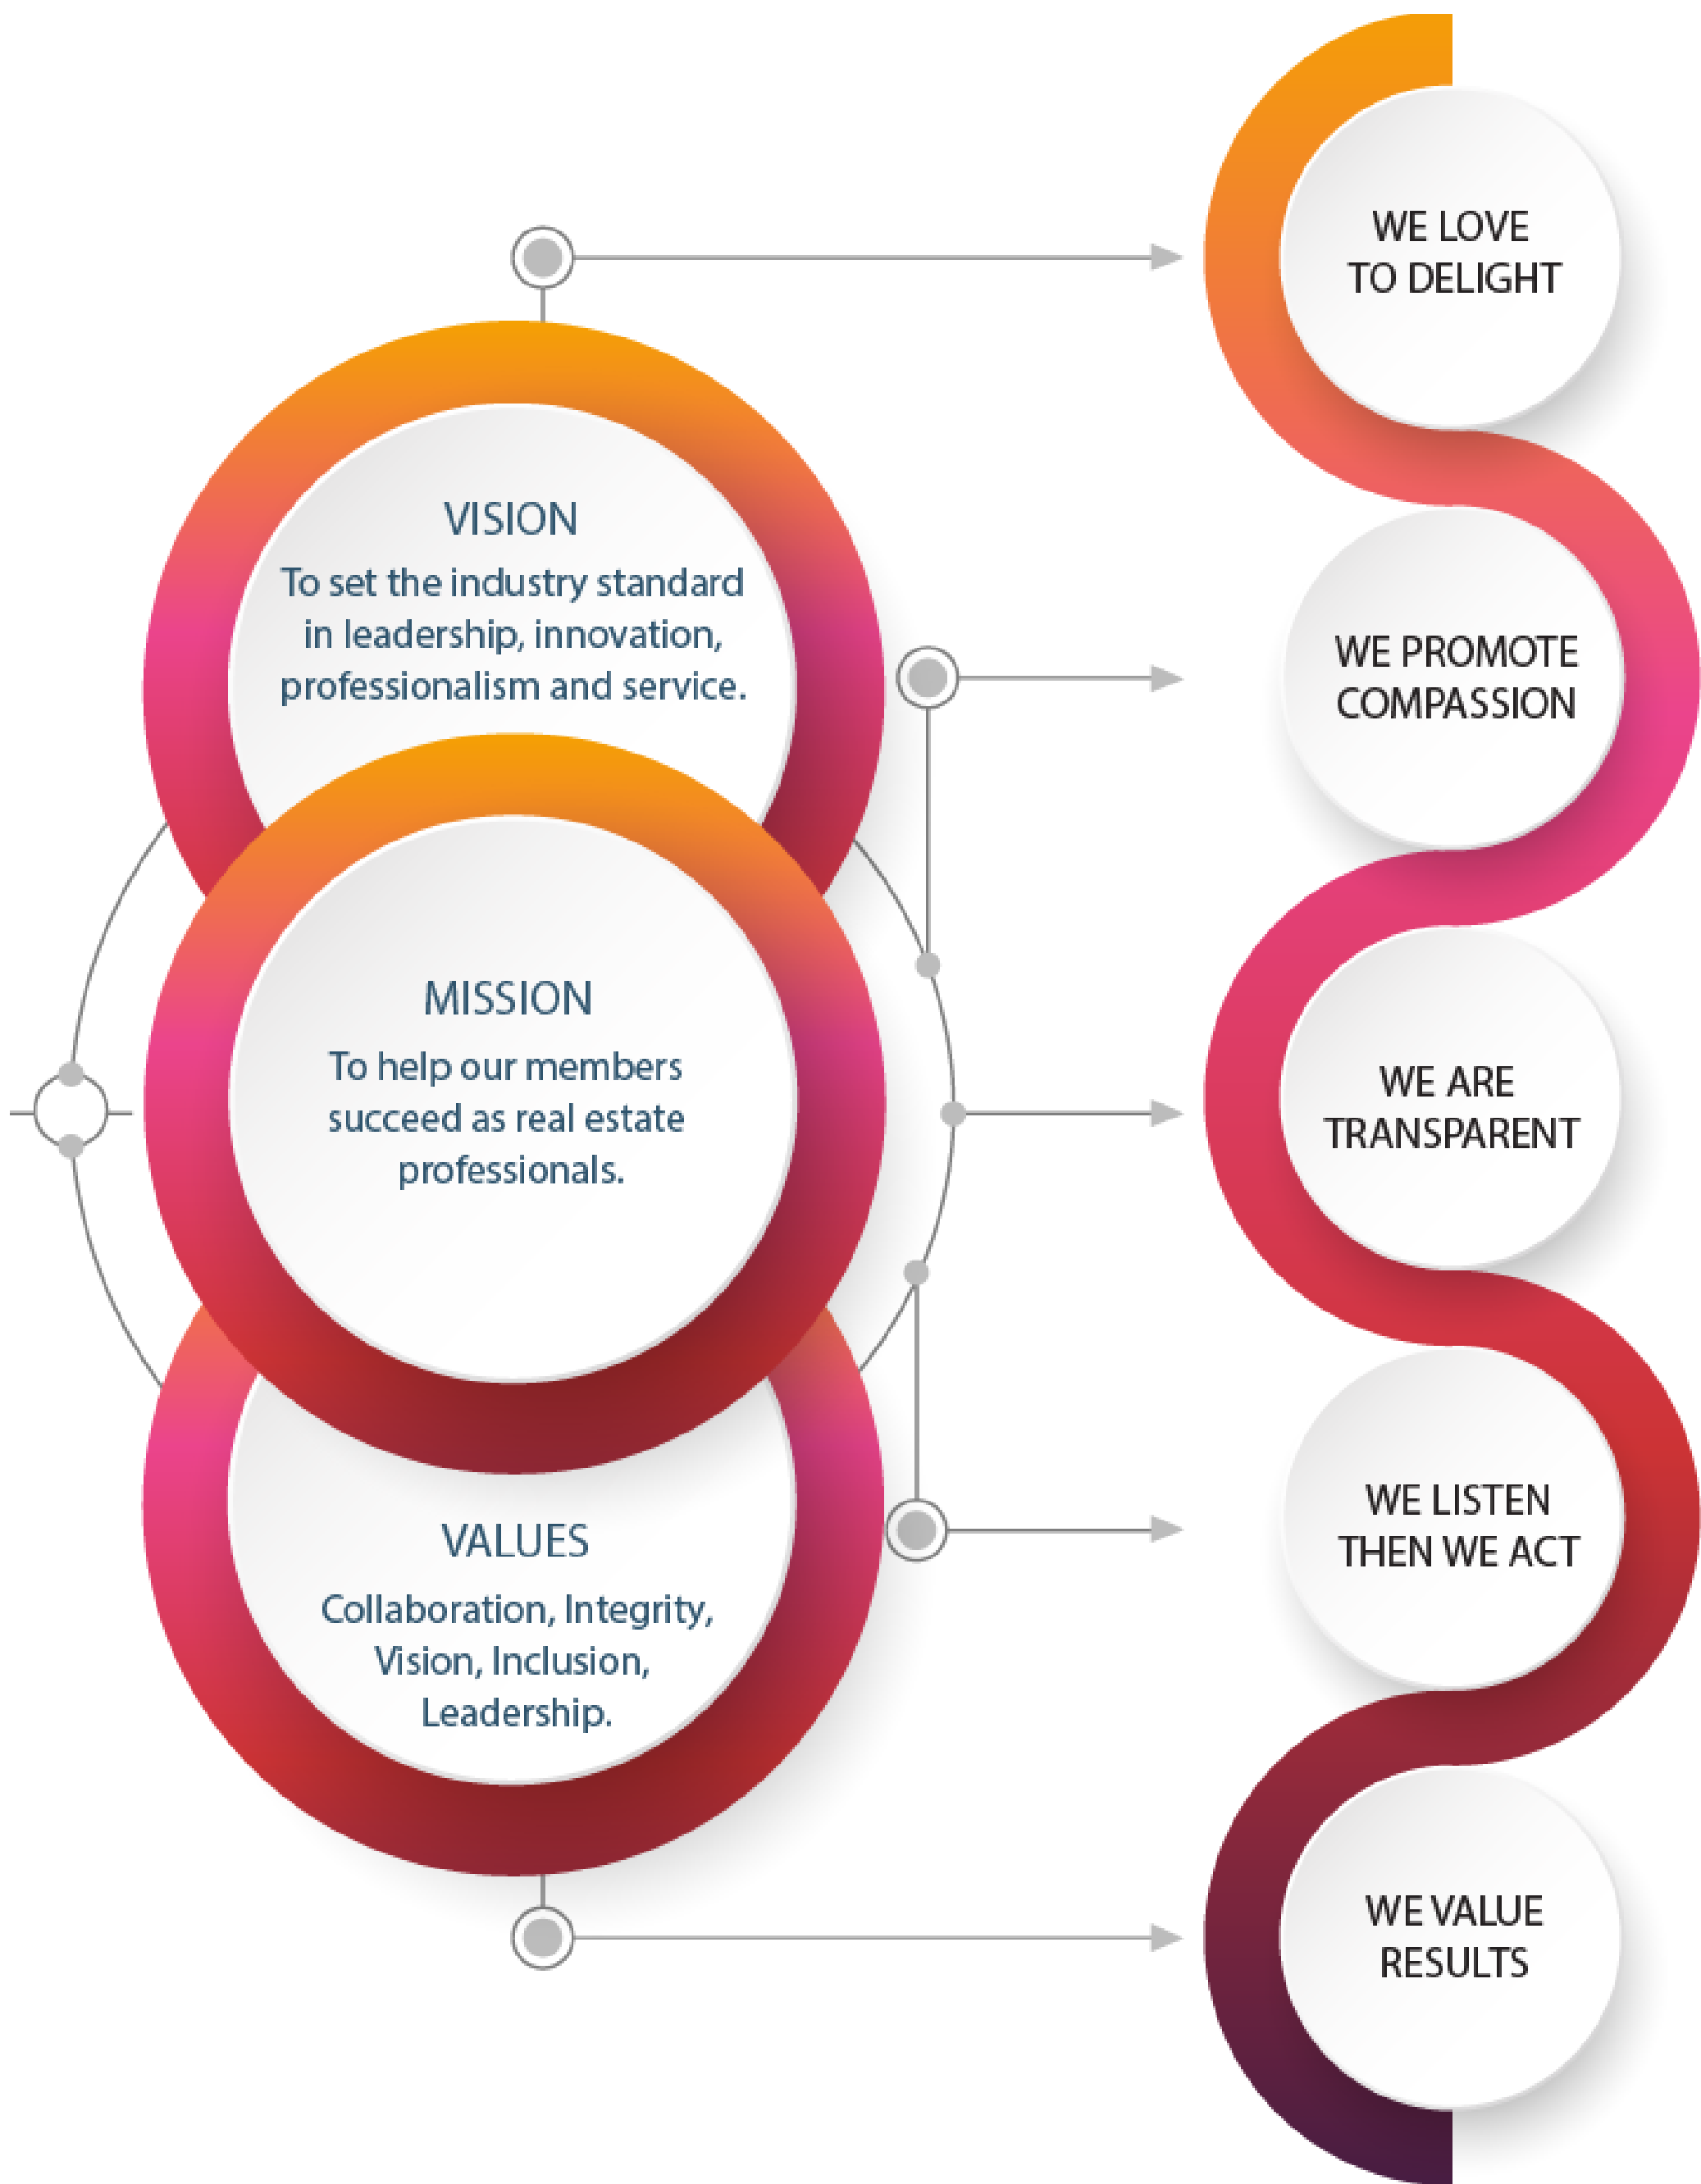 VISION
To set the industry standard
in leadership, innovation,
professionalism and service.
MISSION
To help our members
succeed as real estate
professionals.
VALUES
Collaboration, Integrity,
Vision, Inclusion,
Leadership.
WE LOVE
TO DELIGHT
WE PROMOTE
COMPASSION
WE ARE
TRANSPARENT
WE LISTEN
THEN WE ACT
WE VALUE
RESULTS